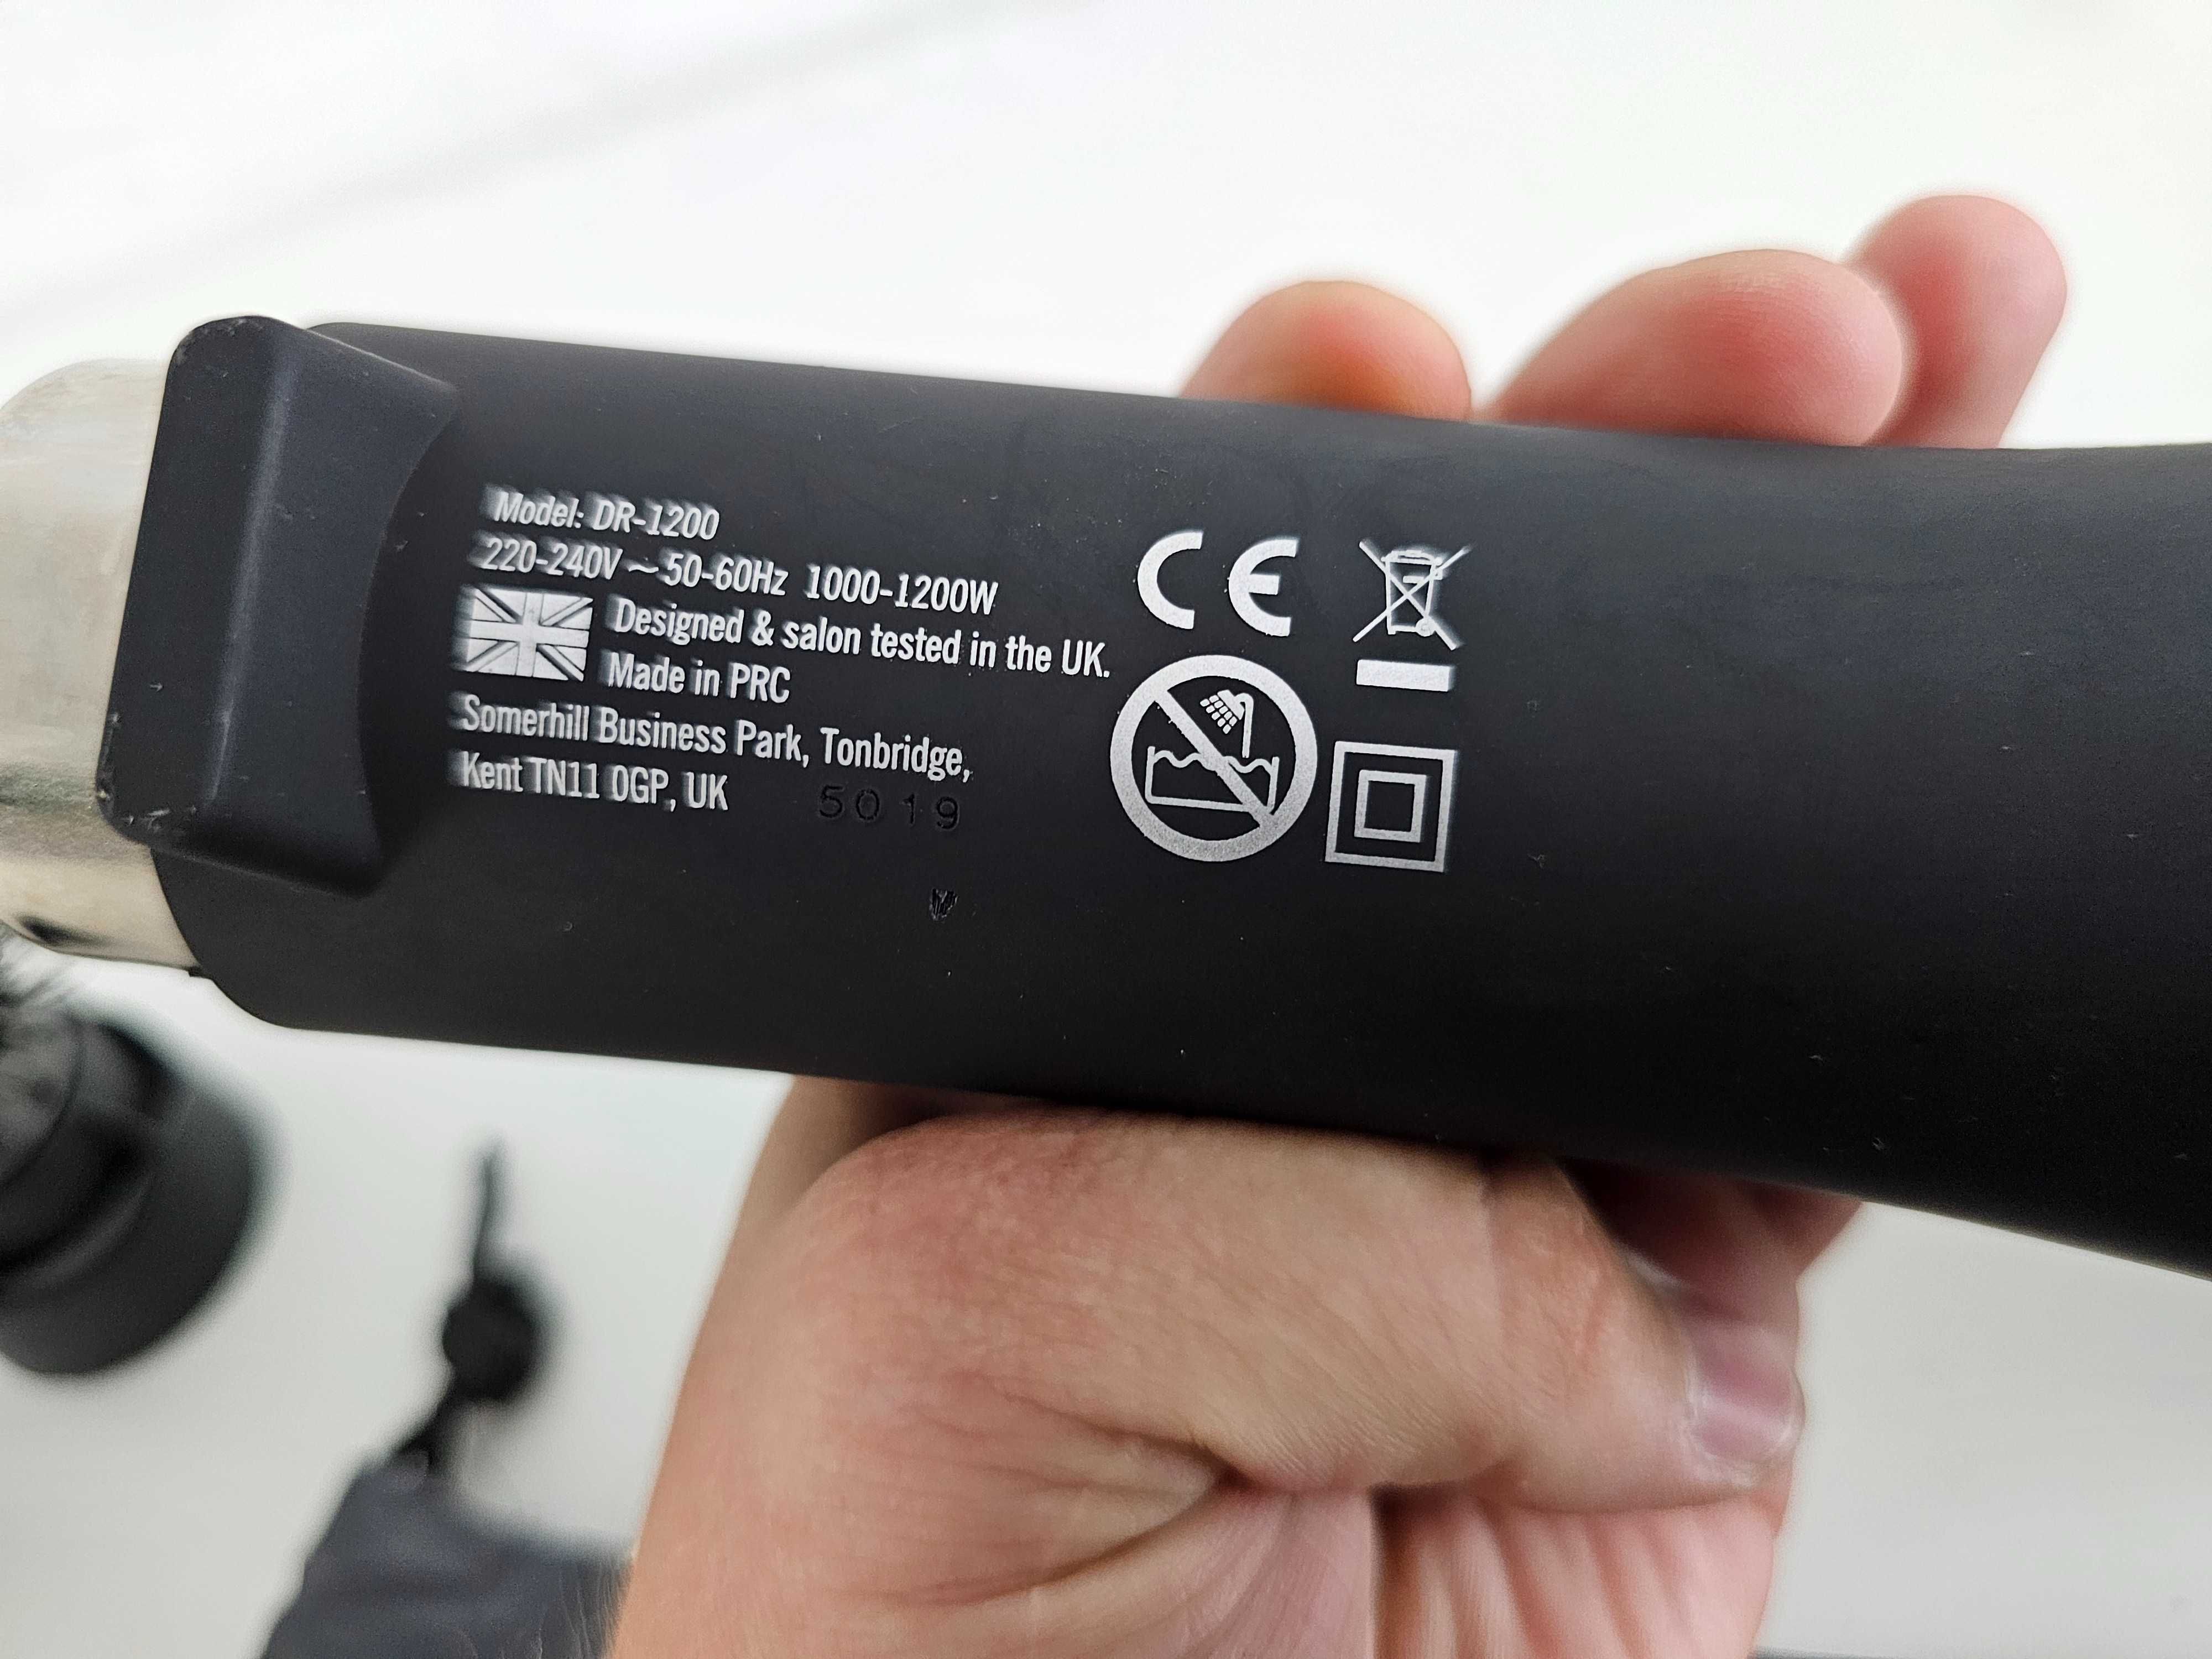 Model: DR-1200
220-240V ~ 50-60Hz 1000-1200W
Designed & salon tested in the UK.
Made in PRC
Somerhill Business Park, Tonbridge,
Kent TN11 0GP, UK
5019
CE